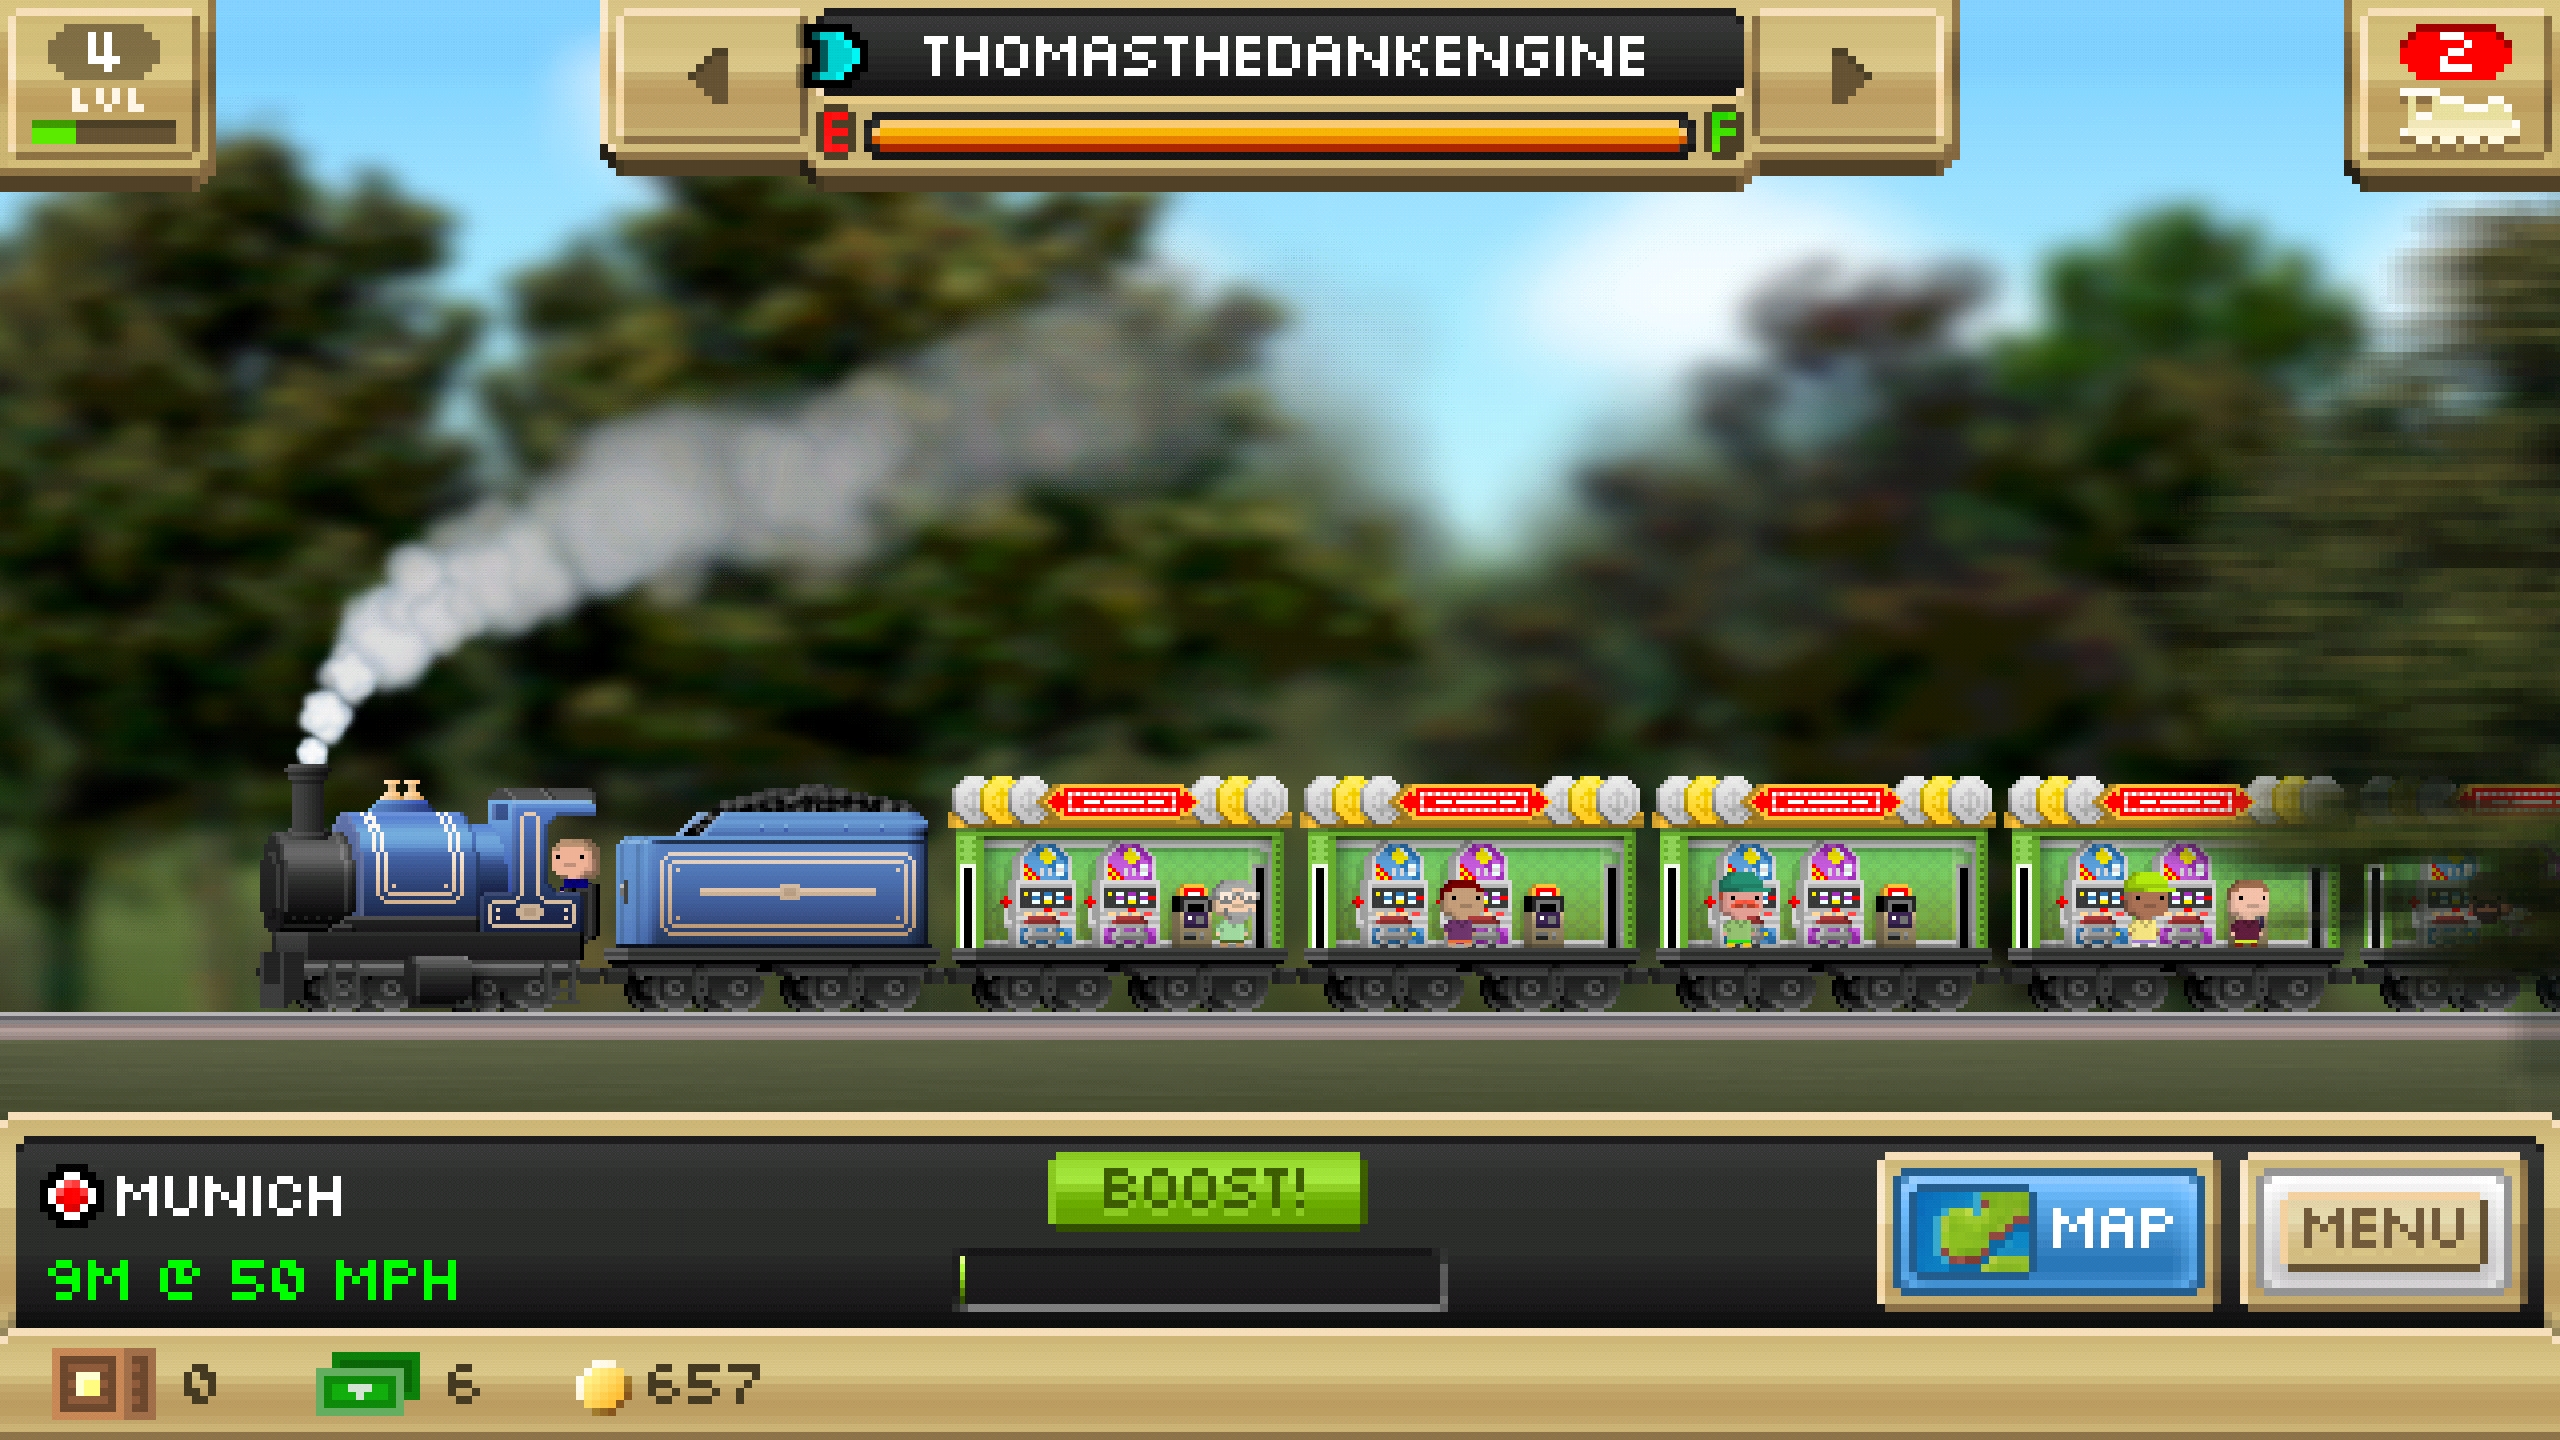 4
LVL
THOMASTHEDANKENGINE
E F
2
MUNICH
9M @ 50 MPH
BOOST!
MAP
MENU
0 6 657